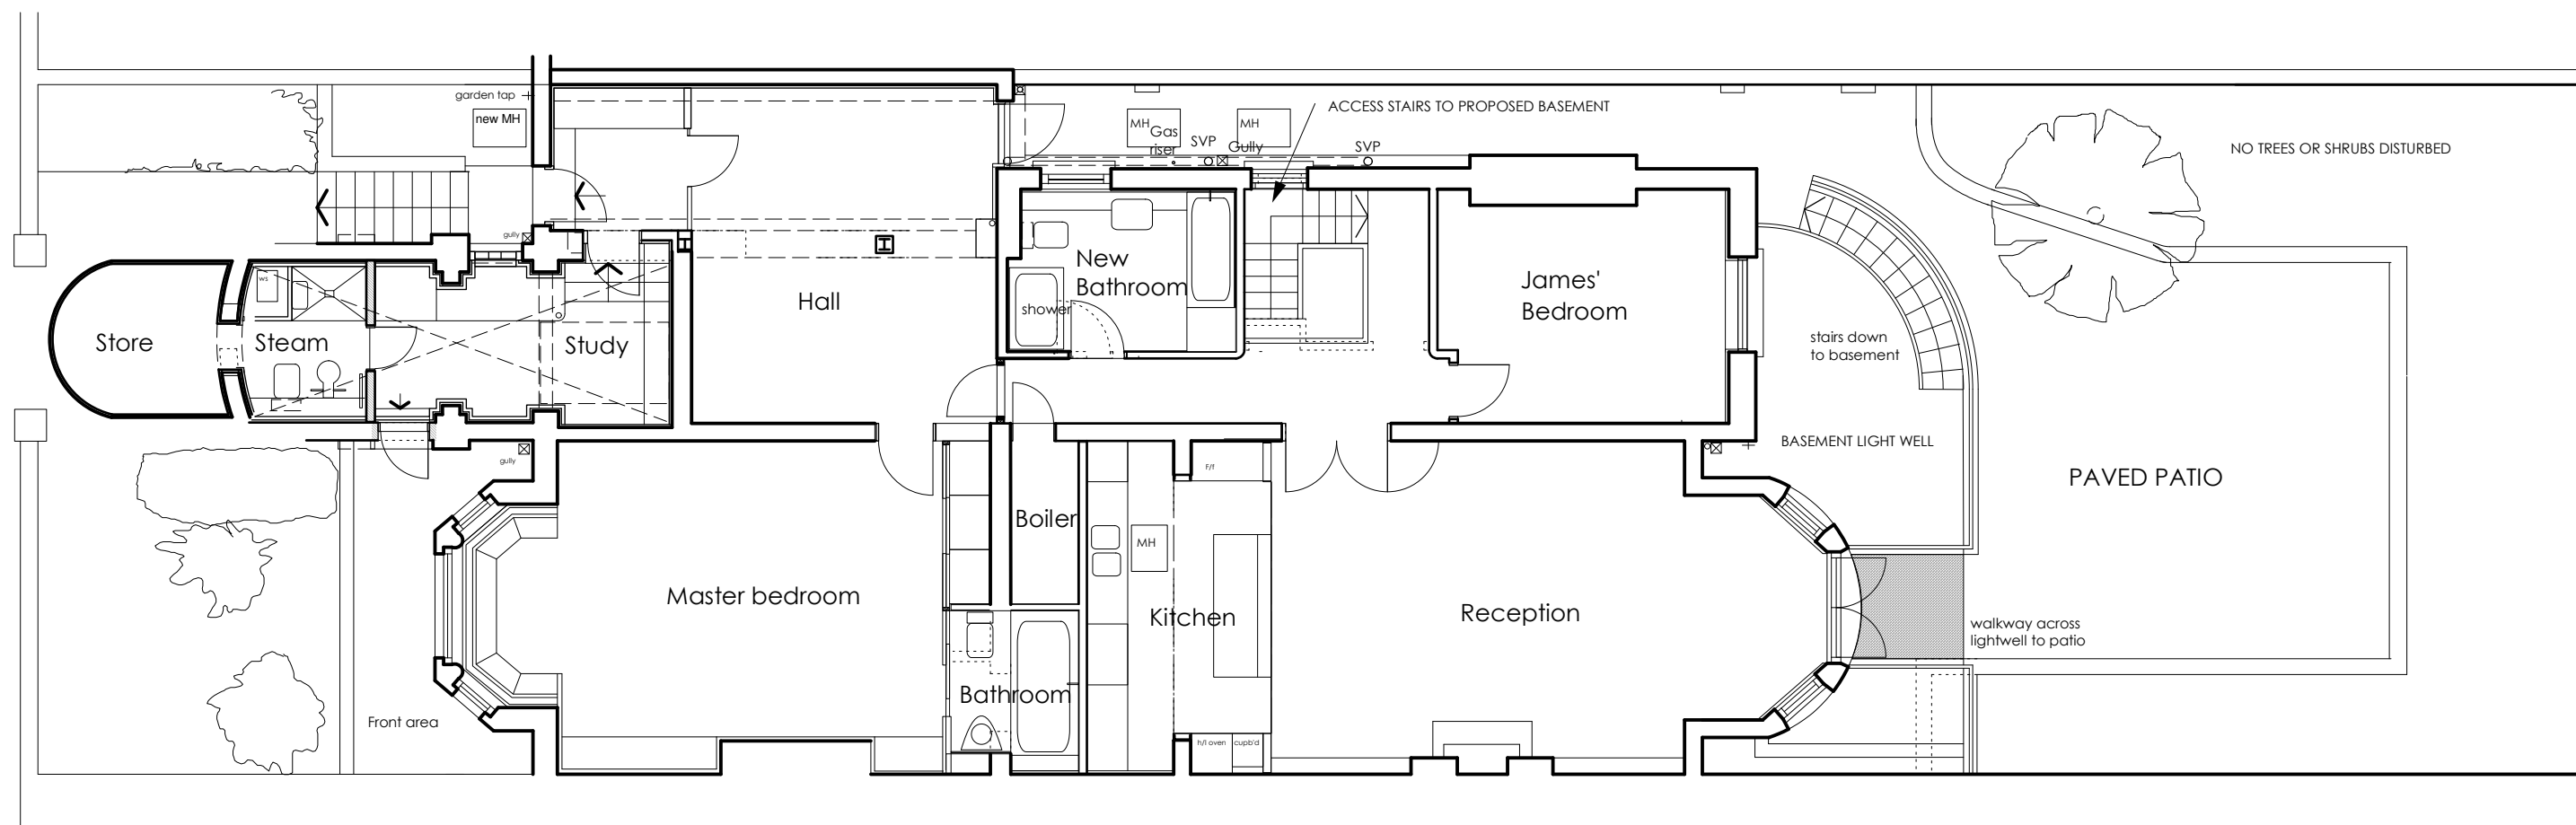 garden tap
new MH
ACCESS STAIRS TO PROPOSED BASEMENT
MH
Gas
riser
SVP
MH
Gully
SVP
NO TREES OR SHRUBS DISTURBED
gully
ws
New
Bathroom
shower
James'
Bedroom
Hall
Store
Steam
Study
stairs down
to basement
BASEMENT LIGHT WELL
PAVED PATIO
gully
F/f
Boiler
MH
Master bedroom
Kitchen
Reception
walkway across
lightwell to patio
Bathroom
Front area
h/l oven
cupb'd